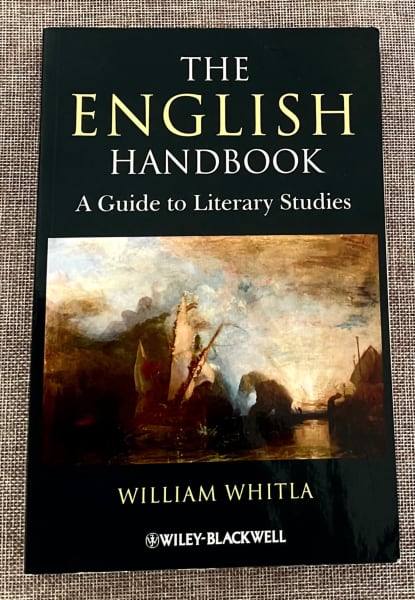 THE
ENGLISH
HANDBOOK
A Guide to Literary Studies
WILLIAM WHITLA
WILEY-BLACKWELL